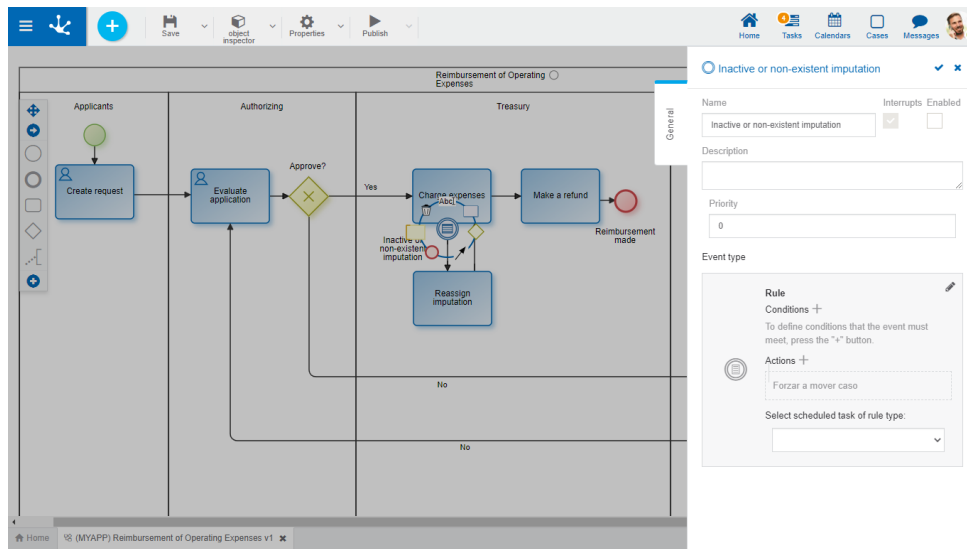 Save
object
inspector
Properties
Publish
Home
Tasks
Calendars
Cases
Messages
Reimbursement of Operating
Expenses
Applicants
Authorizing
Treasury
Create request
Evaluate
application
Approve?
Yes
Charge expenses
Abc
Make a refund
Reimbursement
made
Inactive or
non-existent
imputation
Reassign
imputation
No
No
General
Inactive or non-existent imputation
Name
Interrupts
Enabled
Inactive or non-existent imputation
Description
Priority
0
Event type
Rule
Conditions +
To define conditions that the event must
meet, press the "+" button.
Actions +
Forzar a mover caso
Select scheduled task of rule type:
Home
(MYAPP) Reimbursement of Operating Expenses v1